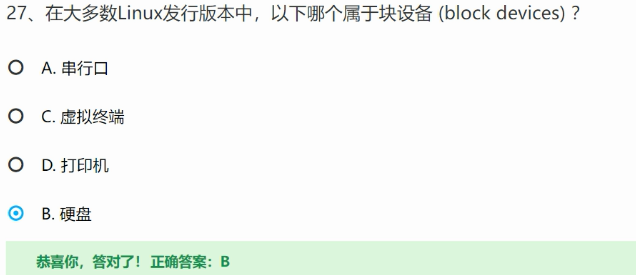 27、在大多数Linux发行版本中，以下哪个属于块设备 (block devices) ？
A. 串行口
C. 虚拟终端
D. 打印机
B. 硬盘
恭喜你，答对了！正确答案：B